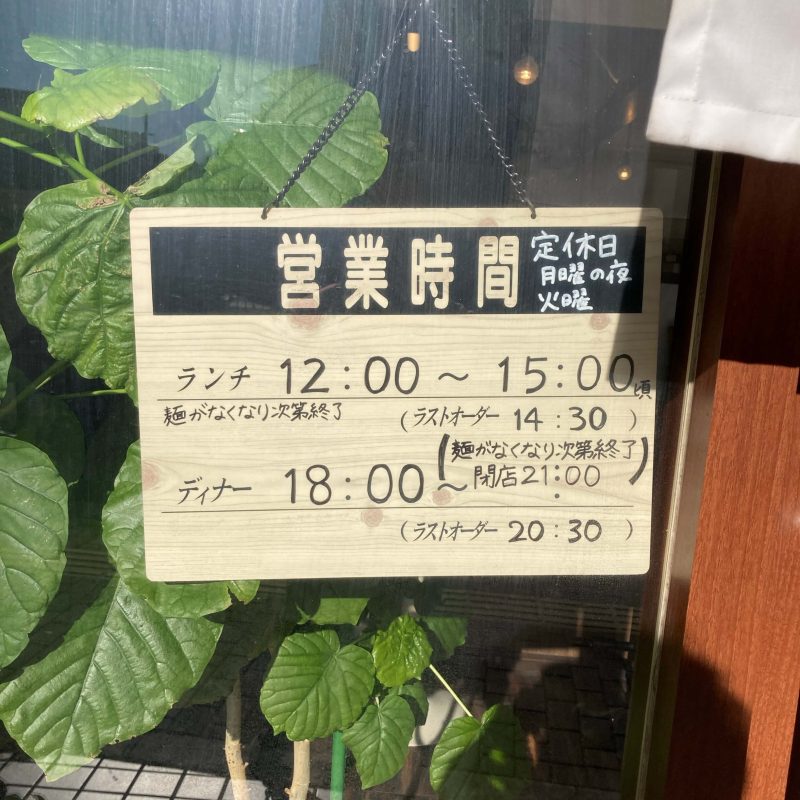 営業時間
定休日
月曜の夜
火曜
ランチ 12:00 ~ 15:00頃
麺がなくなり次第終了
(ラストオーダー 14:30)
ディナー 18:00 ~
(麺がなくなり次第終了)
閉店21:00
(ラストオーダー 20:30)